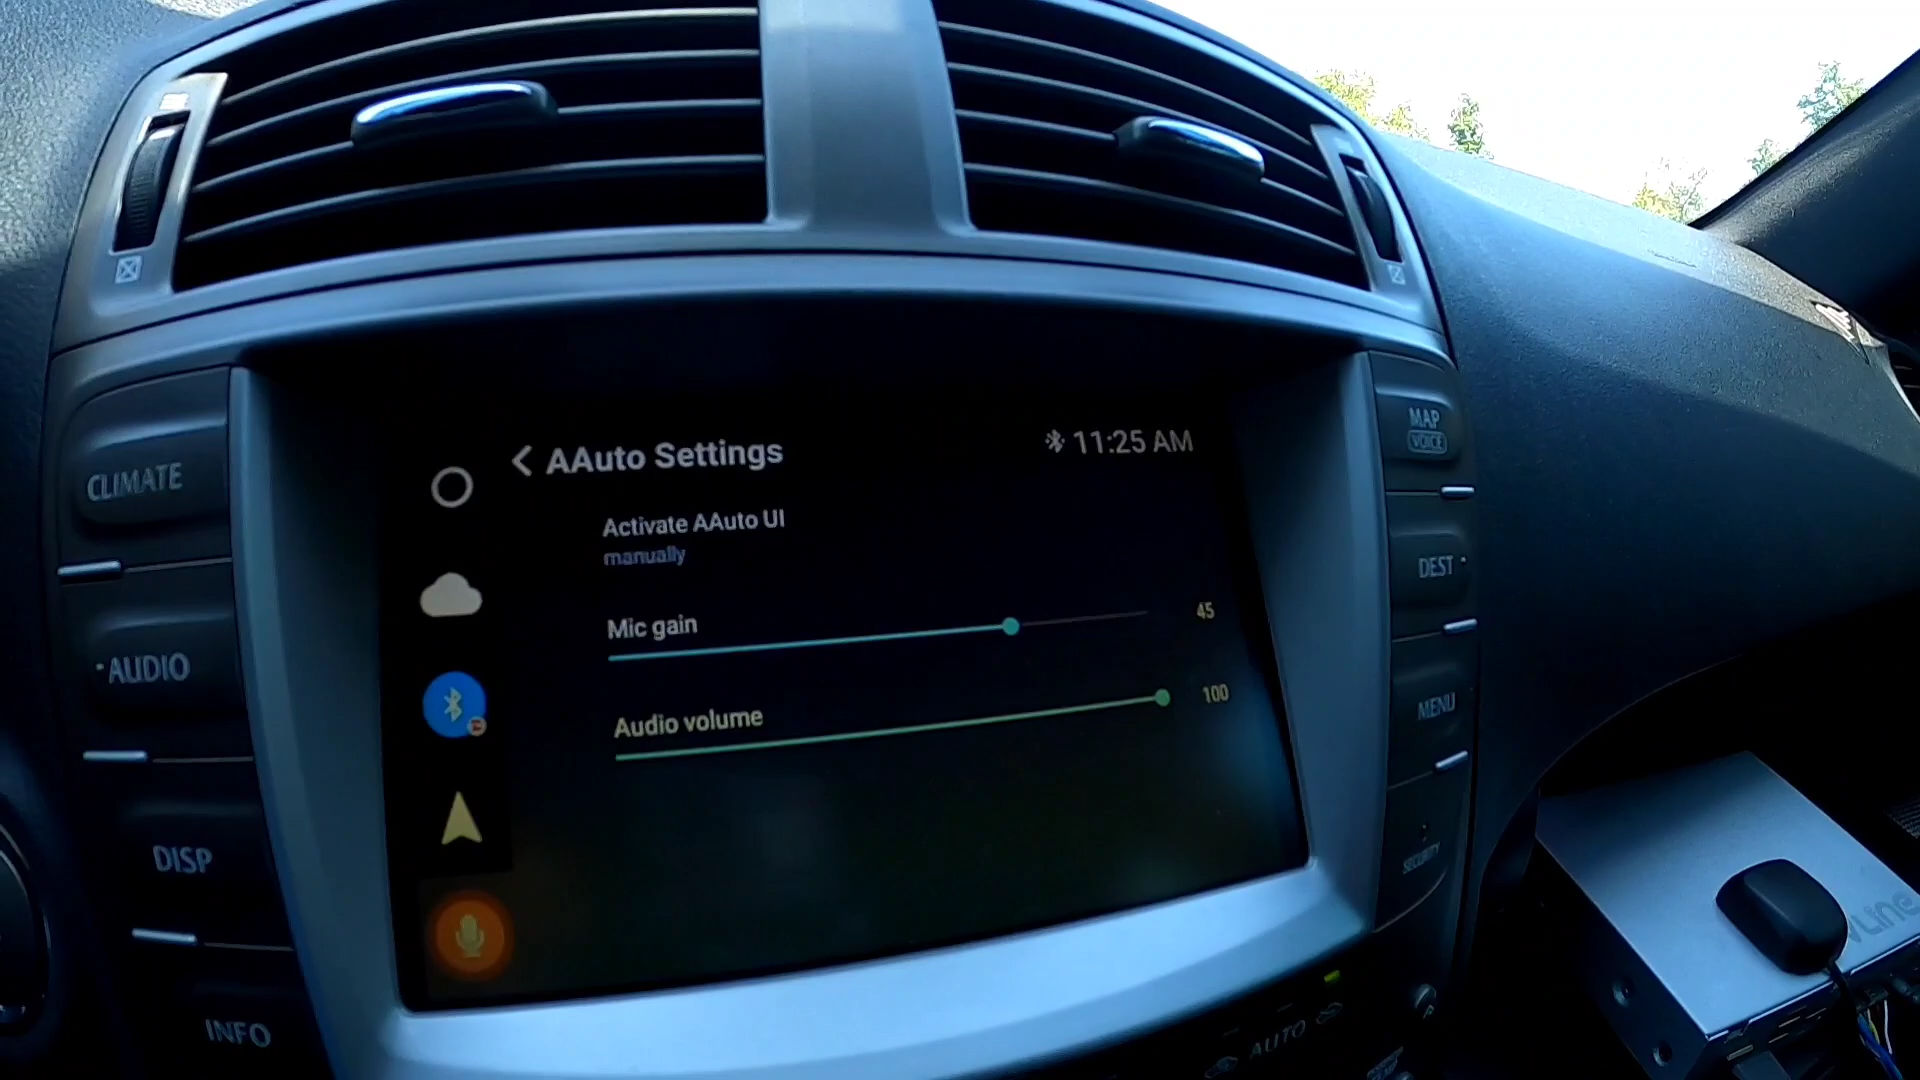 CLIMATE
AUDIO
DISP
INFO
AAuto Settings
11:25 AM
Activate AAuto UI
manually
Mic gain
45
Audio volume
100
MAP
VOICE
DEST
MENU
SECURITY
AUTO